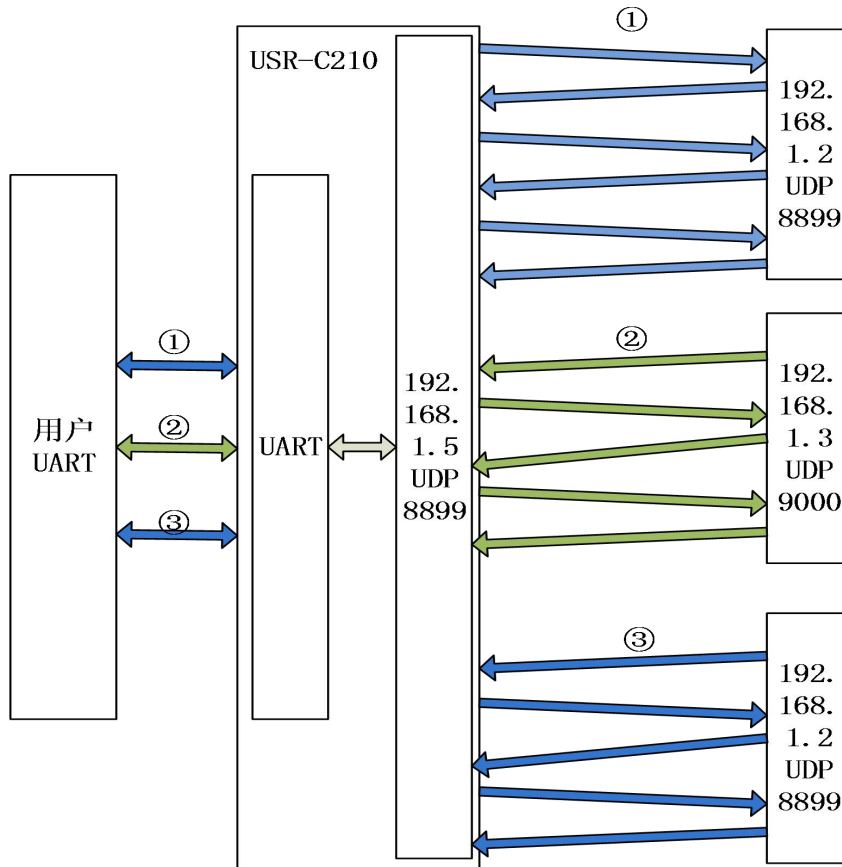 USR-C210
①
192.
168.
1.2
UDP
8899
①
②
③
用户
UART
UART
192.
168.
1.5
UDP
8899
②
192.
168.
1.3
UDP
9000
③
192.
168.
1.2
UDP
8899